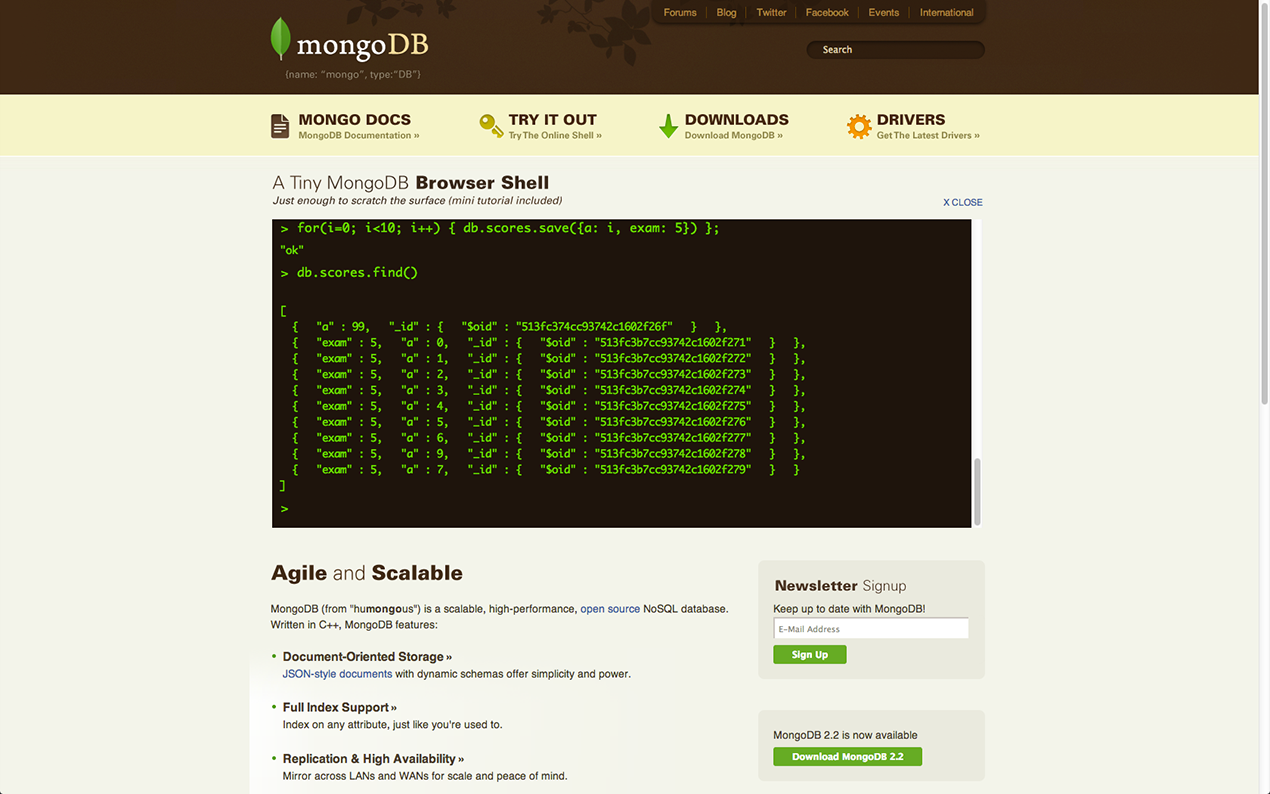 Forums Blog Twitter Facebook Events International
mongoDB
Search
{name: "mongo", type:"DB"}
MONGO DOCS
MongoDB Documentation »
TRY IT OUT
Try The Online Shell »
DOWNLOADS
Download MongoDB »
DRIVERS
Get The Latest Drivers »
A Tiny MongoDB Browser Shell
Just enough to scratch the surface (mini tutorial included)
X CLOSE
> for(i=0; i<10; i++) { db.scores.save({a: i, exam: 5}) };
"ok"
> db.scores.find()
[
{ "a" : 99, "_id" : { "$oid" : "513fc374cc93742c1602f26f" } },
{ "exam" : 5, "a" : 0, "_id" : { "$oid" : "513fc3b7cc93742c1602f271" } },
{ "exam" : 5, "a" : 1, "_id" : { "$oid" : "513fc3b7cc93742c1602f272" } },
{ "exam" : 5, "a" : 2, "_id" : { "$oid" : "513fc3b7cc93742c1602f273" } },
{ "exam" : 5, "a" : 3, "_id" : { "$oid" : "513fc3b7cc93742c1602f274" } },
{ "exam" : 5, "a" : 4, "_id" : { "$oid" : "513fc3b7cc93742c1602f275" } },
{ "exam" : 5, "a" : 5, "_id" : { "$oid" : "513fc3b7cc93742c1602f276" } },
{ "exam" : 5, "a" : 6, "_id" : { "$oid" : "513fc3b7cc93742c1602f277" } },
{ "exam" : 5, "a" : 9, "_id" : { "$oid" : "513fc3b7cc93742c1602f278" } },
{ "exam" : 5, "a" : 7, "_id" : { "$oid" : "513fc3b7cc93742c1602f279" } }
]
>
Agile and Scalable
MongoDB (from "humongous") is a scalable, high-performance, open source NoSQL database.
Written in C++, MongoDB features:
• Document-Oriented Storage »
JSON-style documents with dynamic schemas offer simplicity and power.
• Full Index Support »
Index on any attribute, just like you're used to.
• Replication & High Availability »
Mirror across LANs and WANs for scale and peace of mind.
Newsletter Signup
Keep up to date with MongoDB!
E-Mail Address
Sign Up
MongoDB 2.2 is now available
Download MongoDB 2.2